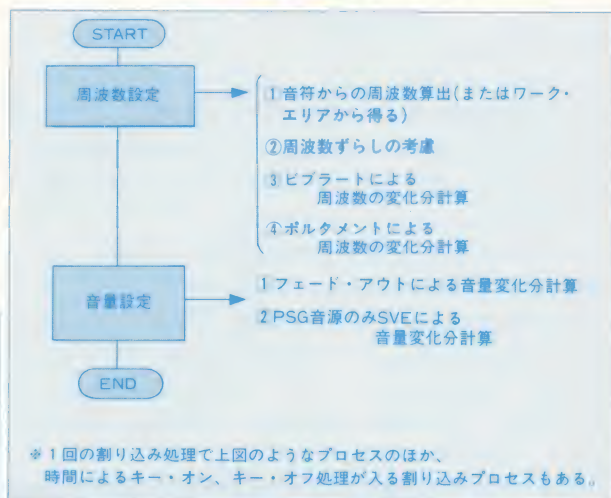 START
周波数設定
①音符からの周波数算出(またはワーク・
エリアから得る)
②周波数ずらしの考慮
③ビブラートによる
周波数の変化分計算
④ポルタメントによる
周波数の変化分計算
音量設定
1 フェード・アウトによる音量変化分計算
2 PSG音源のみSVEによる
音量変化分計算
END
※1回の割り込み処理で上図のようなプロセスのほか、
時間によるキー・オン、キー・オフ処理が入る割り込みプロセスもある。